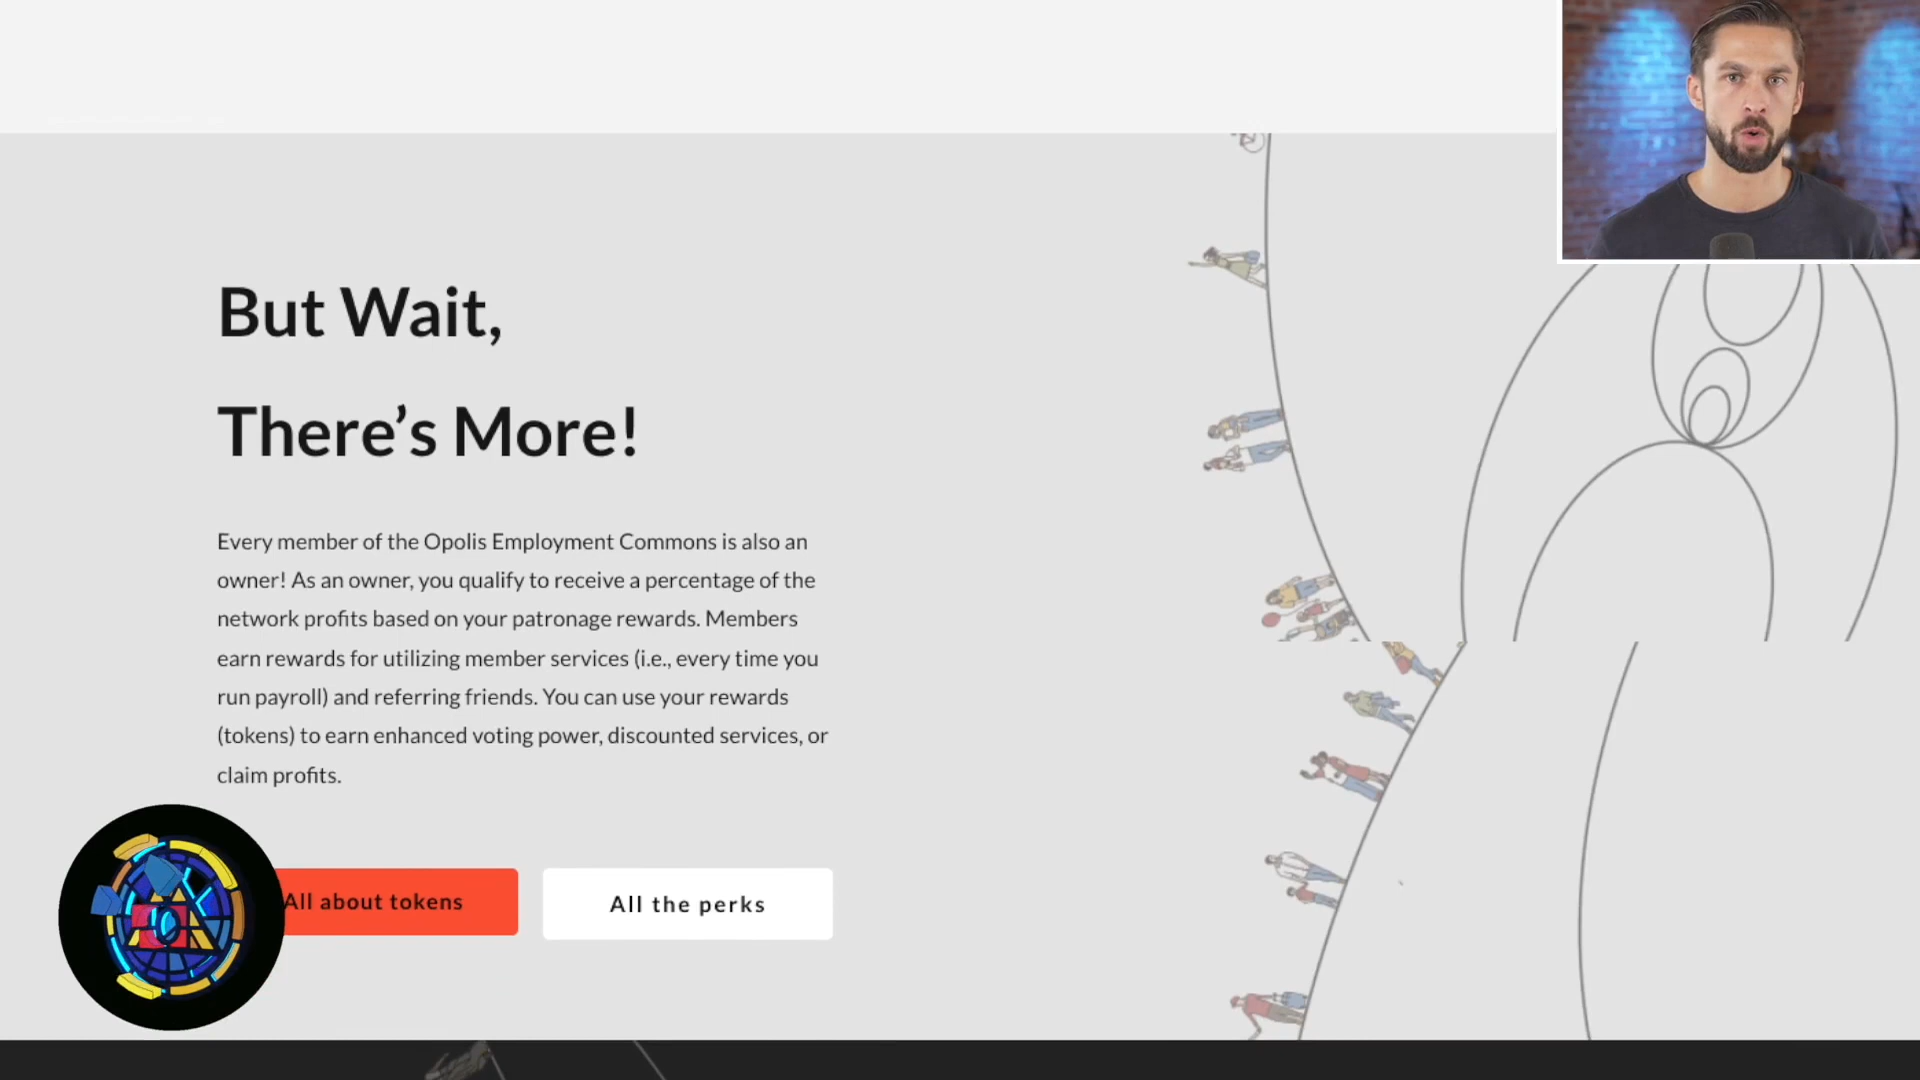 But Wait,
There’s More!
Every member of the Opolis Employment Commons is also an
owner! As an owner, you qualify to receive a percentage of the
network profits based on your patronage rewards. Members
earn rewards for utilizing member services (i.e., every time you
run payroll) and referring friends. You can use your rewards
(tokens) to earn enhanced voting power, discounted services, or
claim profits.
All about tokens
All the perks